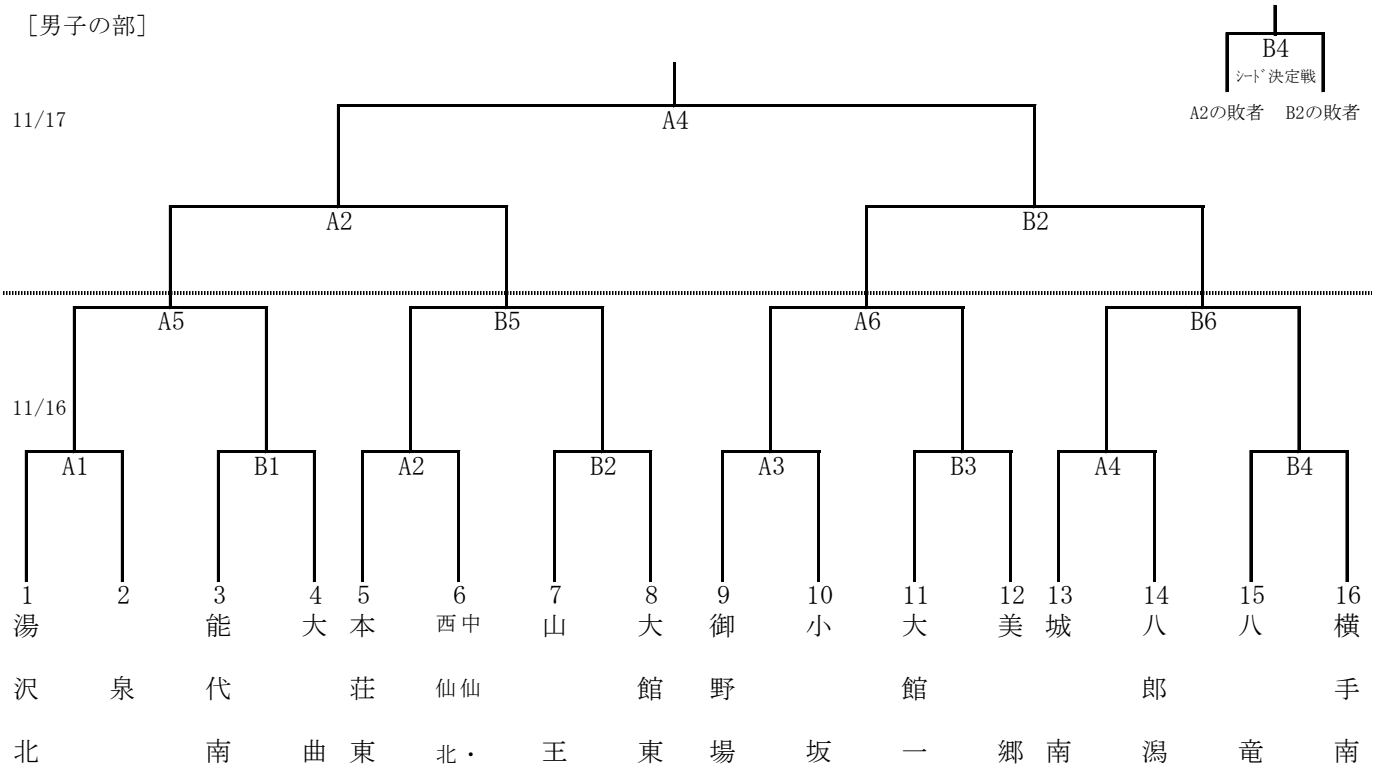 [男子の部]
B4
シード決定戦
A2の敗者 B2の敗者
11/17
A4
A2 B2
A5 B5 A6 B6
11/16
A1 B1 A2 B2 A3 B3 A4 B4
1 2 3 4 5 6 7 8 9 10 11 12 13 14 15 16
湯沢北
泉
能代南
大曲
本荘東
中仙・
西仙北
山王
大館東
御野場
小坂
大館一
美郷
城南
八郎潟
八竜
横手南